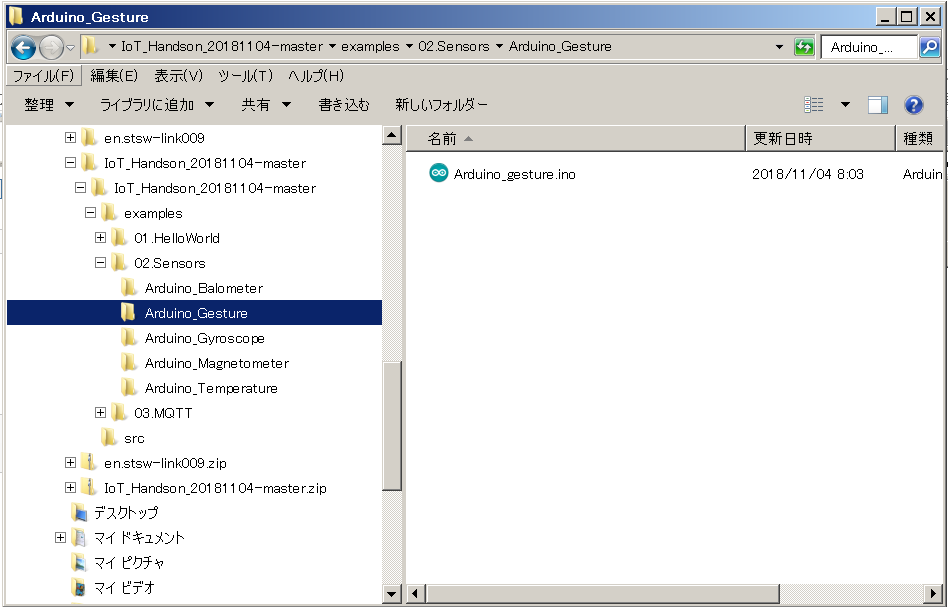 Arduino_Gesture
IoT_Handson_20181104-master examples 02.Sensors Arduino_Gesture Arduino_...
ファイル(F) 編集(E) 表示(V) ツール(T) ヘルプ(H)
整理 ライブラリに追加 共有 書き込む 新しいフォルダー
en.stsw-link009
IoT_Handson_20181104-master
IoT_Handson_20181104-master
examples
01.HelloWorld
02.Sensors
Arduino_Balometer
Arduino_Gesture
Arduino_Gyroscope
Arduino_Magnetometer
Arduino_Temperature
03.MQTT
src
en.stsw-link009.zip
IoT_Handson_20181104-master.zip
デスクトップ
マイ ドキュメント
マイ ピクチャ
マイ ビデオ
名前 更新日時 種類
Arduino_gesture.ino 2018/11/04 8:03 Arduin